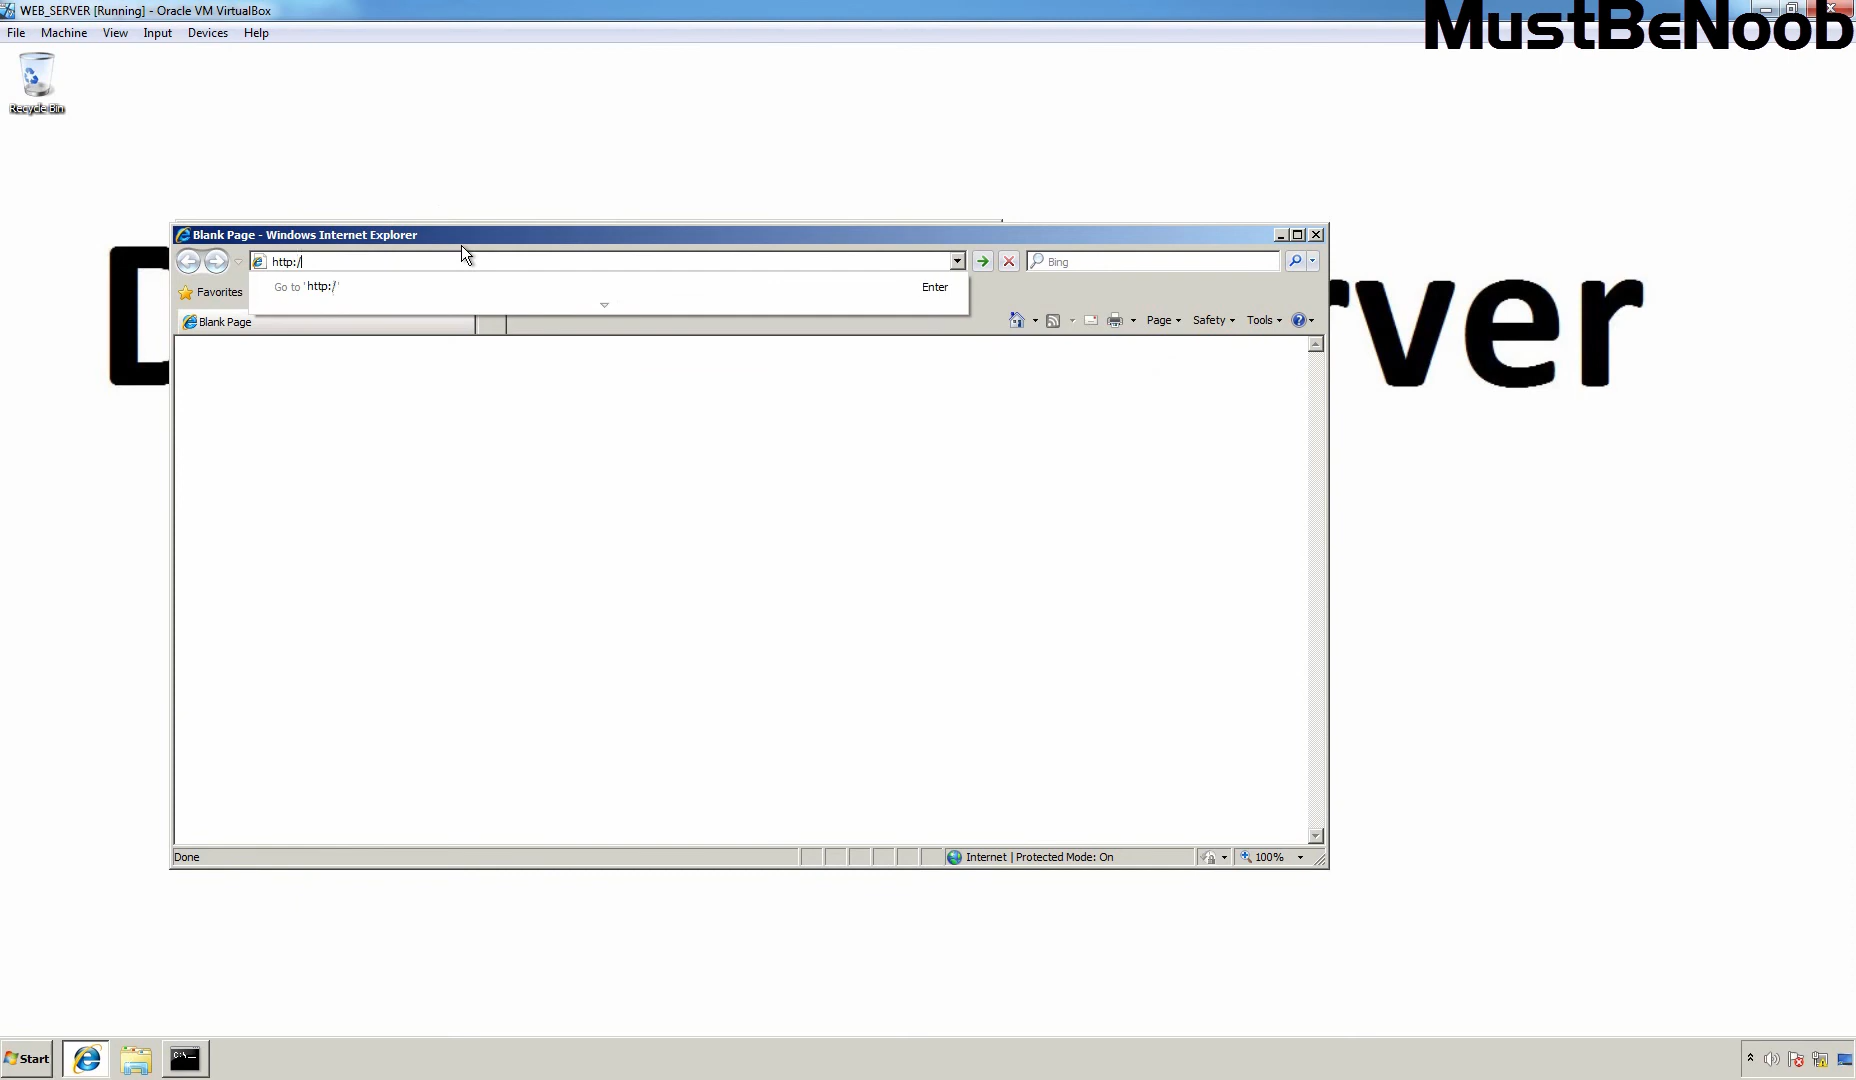 WEB_SERVER [Running] - Oracle VM VirtualBox
MustBeNoob
File Machine View Input Devices Help
Recycle Bin
Blank Page - Windows Internet Explorer
http:/
Bing
Favorites
Go to 'http:/'
Enter
Blank Page
Page
Safety
Tools
D
rver
Done
Internet | Protected Mode: On
100%
Start
C:\